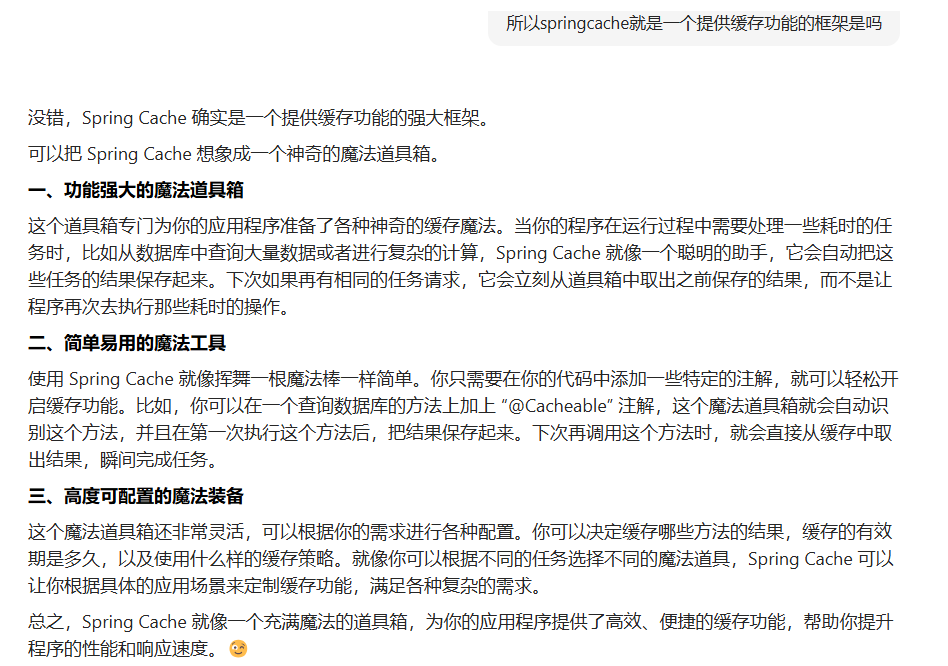 所以springcache就是一个提供缓存功能的框架是吗
没错，Spring Cache 确实是一个提供缓存功能的强大框架。
可以把 Spring Cache 想象成一个神奇的魔法道具箱。
一、功能强大的魔法道具箱
这个道具箱专门为你的应用程序准备了各种神奇的缓存魔法。当你的程序在运行过程中需要处理一些耗时的任
务时，比如从数据库中查询大量数据或者进行复杂的计算，Spring Cache 就像一个聪明的助手，它会自动把这
些任务的结果保存起来。下次如果再有相同的任务请求，它会立刻从道具箱中取出之前保存的结果，而不是让
程序再次去执行那些耗时的操作。
二、简单易用的魔法工具
使用 Spring Cache 就像挥舞一根魔法棒一样简单。你只需要在你的代码中添加一些特定的注解，就可以轻松开
启缓存功能。比如，你可以在一个查询数据库的方法上加上 “@Cacheable” 注解，这个魔法道具箱就会自动识
别这个方法，并且在第一次执行这个方法后，把结果保存起来。下次再调用这个方法时，就会直接从缓存中取
出结果，瞬间完成任务。
三、高度可配置的魔法装备
这个魔法道具箱还非常灵活，可以根据你的需求进行各种配置。你可以决定缓存哪些方法的结果，缓存的有效
期是多久，以及使用什么样的缓存策略。就像你可以根据不同的任务选择不同的魔法道具，Spring Cache 可以
让你根据具体的应用场景来定制缓存功能，满足各种复杂的需求。
总之，Spring Cache 就像一个充满魔法的道具箱，为你的应用程序提供了高效、便捷的缓存功能，帮助你提升
程序的性能和响应速度。😉